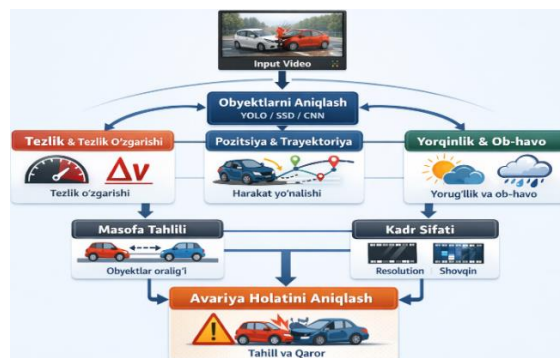 Input Video
Obyektlarni Aniqlash
YOLO / SSD / CNN
Tezlik & Tezlik O'zgarishi
Pozitsiya & Trayektoriya
Yorqinlik & Ob-havo
Δv
Tezlik o'zgarishi
Harakat yo'nalishi
Yorug'llik va ob-havo
Masofa Tahlili
Kadr Sifati
Obyektlar oralig'i
Resolution | Shovqin
Avariya Holatini Aniqlash
Tahill va Qaror